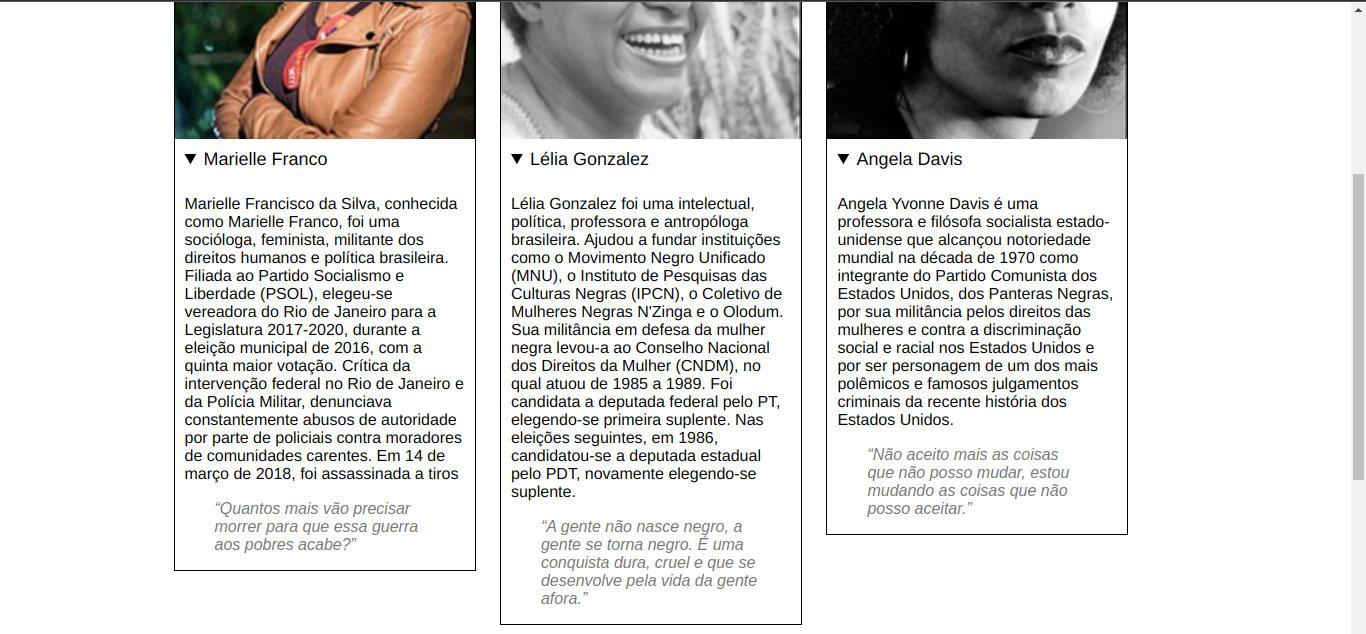 Marielle Franco
Marielle Francisco da Silva, conhecida
como Marielle Franco, foi uma
socióloga, feminista, militante dos
direitos humanos e política brasileira.
Filiada ao Partido Socialismo e
Liberdade (PSOL), elegeu-se
vereadora do Rio de Janeiro para a
Legislatura 2017-2020, durante a
eleição municipal de 2016, com a
quinta maior votação. Crítica da
intervenção federal no Rio de Janeiro e
da Polícia Militar, denunciava
constantemente abusos de autoridade
por parte de policiais contra moradores
de comunidades carentes. Em 14 de
março de 2018, foi assassinada a tiros
“Quantos mais vão precisar
morrer para que essa guerra
aos pobres acabe?”
Lélia Gonzalez
Lélia Gonzalez foi uma intelectual,
política, professora e antropóloga
brasileira. Ajudou a fundar instituições
como o Movimento Negro Unificado
(MNU), o Instituto de Pesquisas das
Culturas Negras (IPCN), o Coletivo de
Mulheres Negras N'Zinga e o Olodum.
Sua militância em defesa da mulher
negra levou-a ao Conselho Nacional
dos Direitos da Mulher (CNDM), no
qual atuou de 1985 a 1989. Foi
candidata a deputada federal pelo PT,
elegendo-se primeira suplente. Nas
eleições seguintes, em 1986,
candidatou-se a deputada estadual
pelo PDT, novamente elegendo-se
suplente.
“A gente não nasce negro, a
gente se torna negro. É uma
conquista dura, cruel e que se
desenvolve pela vida da gente
afora.”
Angela Davis
Angela Yvonne Davis é uma
professora e filósofa socialista estado-
unidense que alcançou notoriedade
mundial na década de 1970 como
integrante do Partido Comunista dos
Estados Unidos, dos Panteras Negras,
por sua militância pelos direitos das
mulheres e contra a discriminação
social e racial nos Estados Unidos e
por ser personagem de um dos mais
polêmicos e famosos julgamentos
criminais da recente história dos
Estados Unidos.
“Não aceito mais as coisas
que não posso mudar, estou
mudando as coisas que não
posso aceitar.”